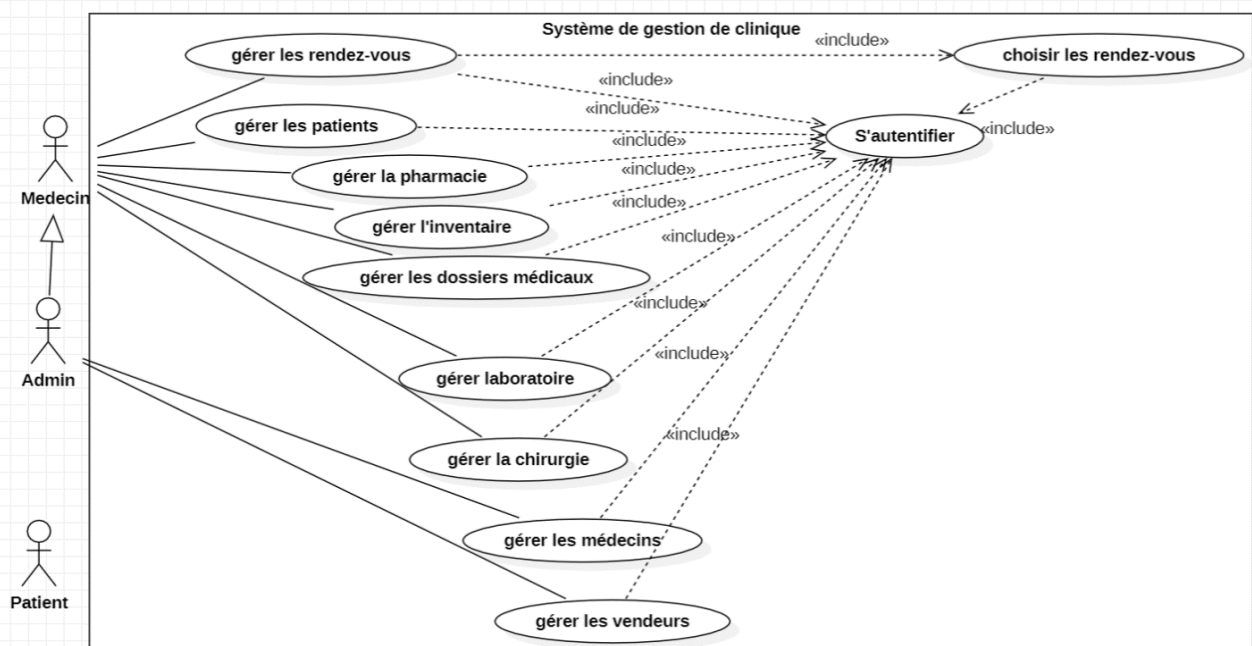 Système de gestion de clinique
gérer les rendez-vous
«include»
choisir les rendez-vous
«include»
«include»
gérer les patients
S'autentifier
«include»
«include»
gérer la pharmacie
«include»
Medecin
«include»
gérer l'inventaire
«include»
gérer les dossiers médicaux
«include»
«include»
Admin
gérer laboratoire
«include»
gérer la chirurgie
gérer les médecins
Patient
gérer les vendeurs